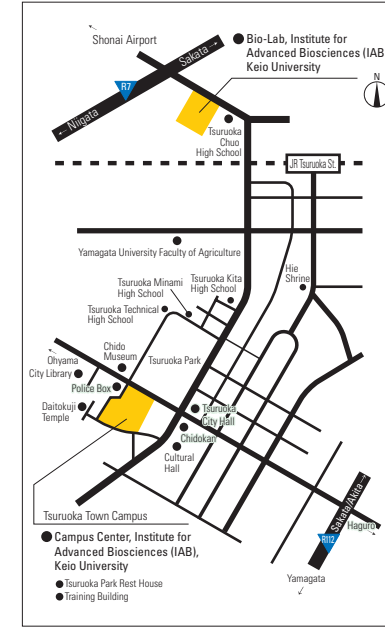 Shonai Airport
Bio-Lab, Institute for
Advanced Biosciences (IAB)
Keio University
← Niigata
R7
Sakata →
N
Tsuruoka
Chuo
High School
JR Tsuruoka St.
Yamagata University Faculty of Agriculture
Hie
Shrine
Tsuruoka Kita
High School
Tsuruoka Minami
High School
Tsuruoka Technical
High School
Chido
Museum
Tsuruoka Park
Ohyama
City Library
Police Box
Daitokuji
Temple
Tsuruoka
City Hall
Chidokan
Cultural
Hall
Tsuruoka Town Campus
Campus Center, Institute for
Advanced Biosciences (IAB),
Keio University
Tsuruoka Park Rest House
Training Building
Sakata/Akita →
Haguro
R112
Yamagata